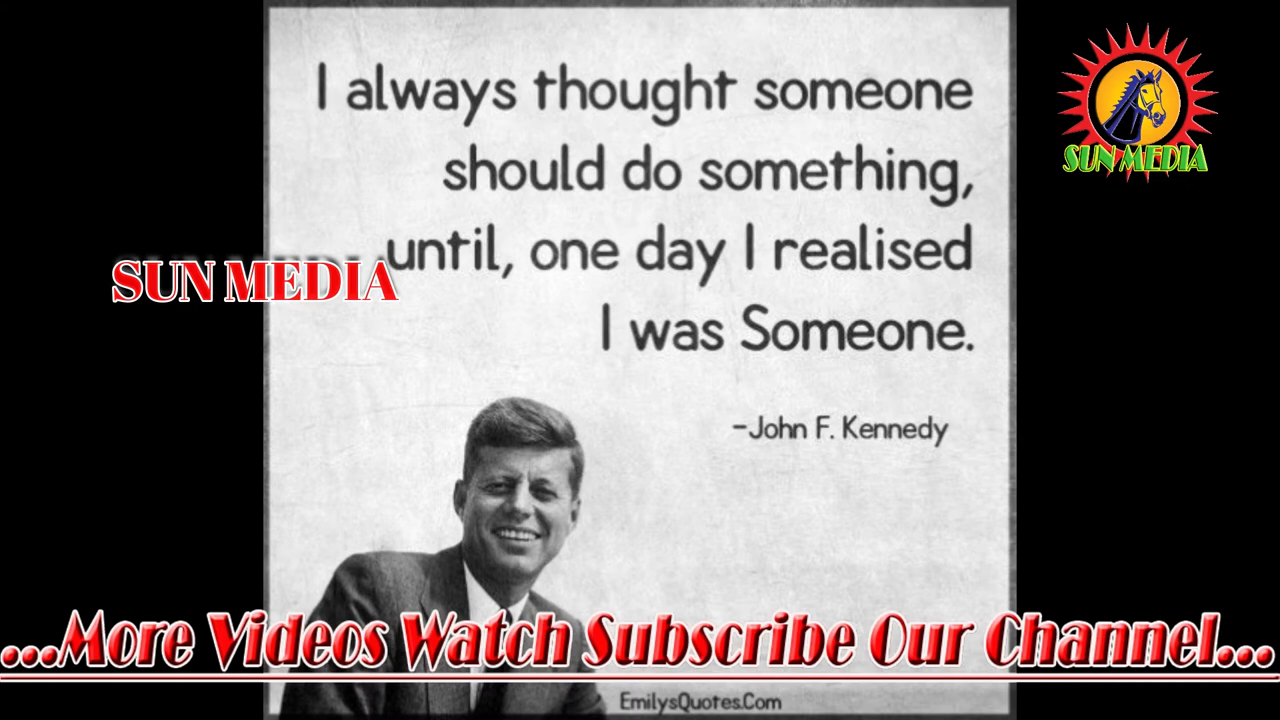 I always thought someone
should do something,
until, one day I realised
I was Someone.
-John F. Kennedy
SUN MEDIA
SUN MEDIA
...More Videos Watch Subscribe Our Channel...
EmilysQuotes.Com